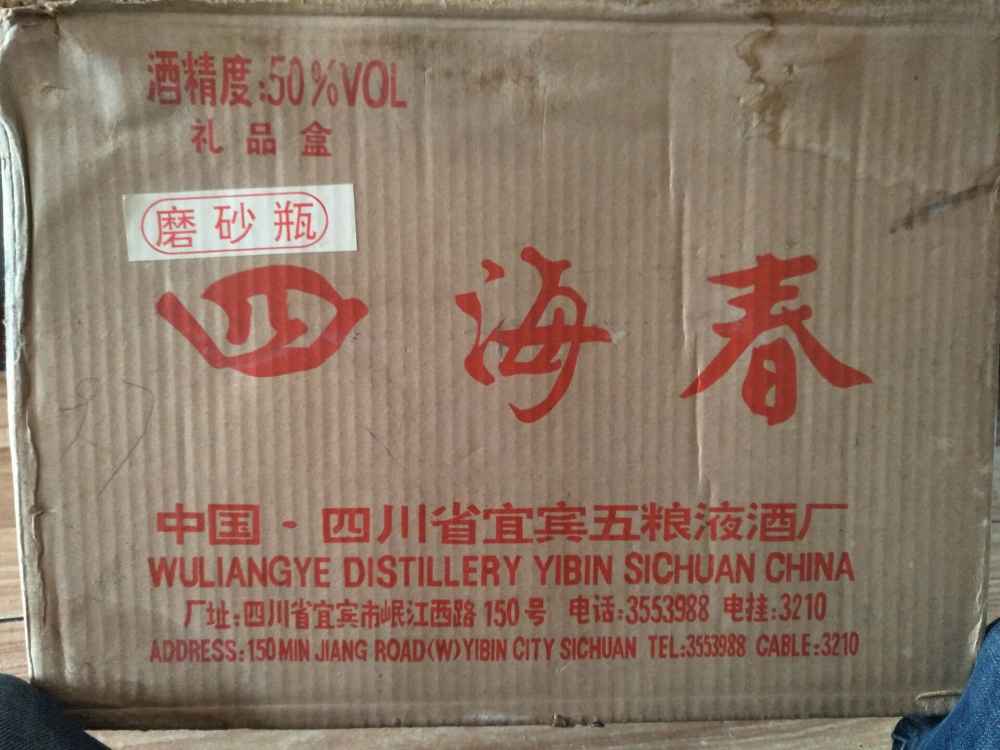 酒精度:50%VOL
礼品盒
磨砂瓶
四海春
中国·四川省宜宾五粮液酒厂
WULIANGYE DISTILLERY YIBIN SICHUAN CHINA
厂址:四川省宜宾市岷江西路150号 电话:3553988 电挂:3210
ADDRESS:150MIN JIANG ROAD(W)YIBIN CITY SICHUAN TEL:3553988 CABLE:3210